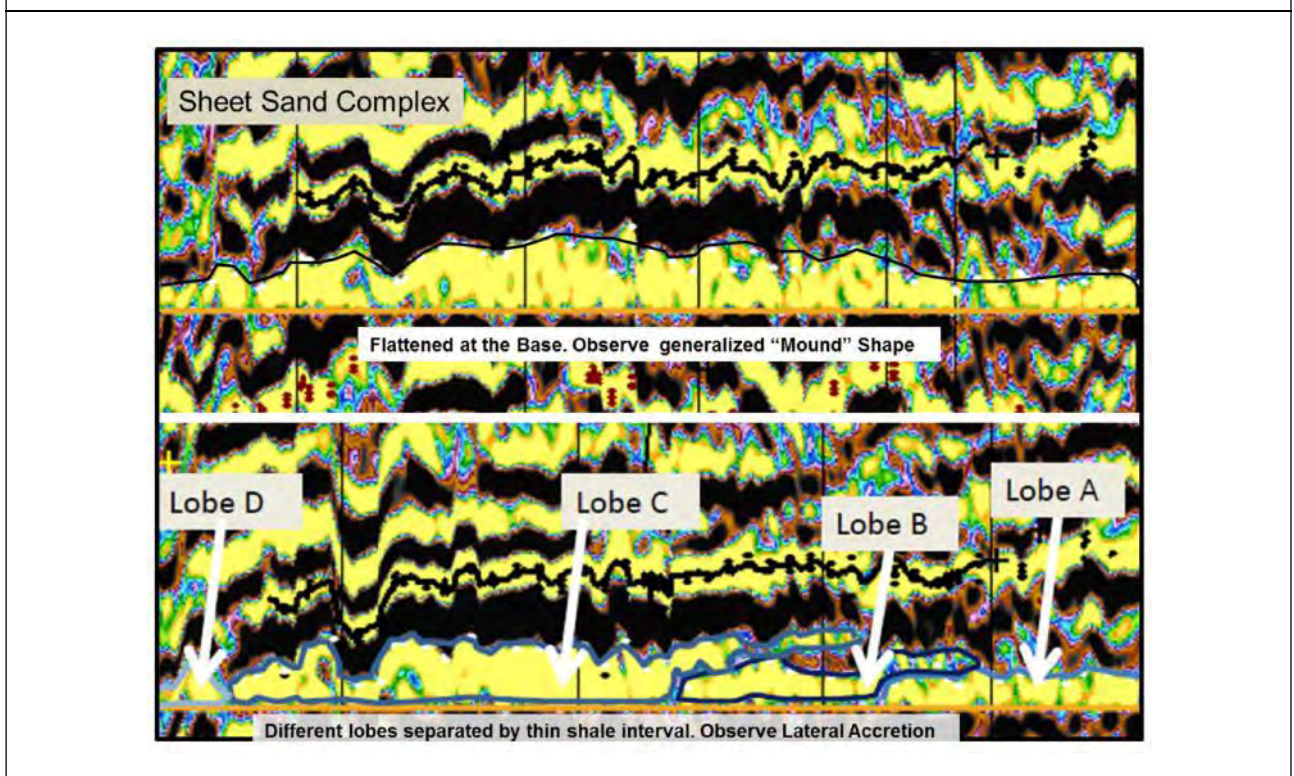 Sheet Sand Complex
Flattened at the Base. Observe generalized “Mound” Shape
Lobe D
Lobe C
Lobe B
Lobe A
Different lobes separated by thin shale interval. Observe Lateral Accretion